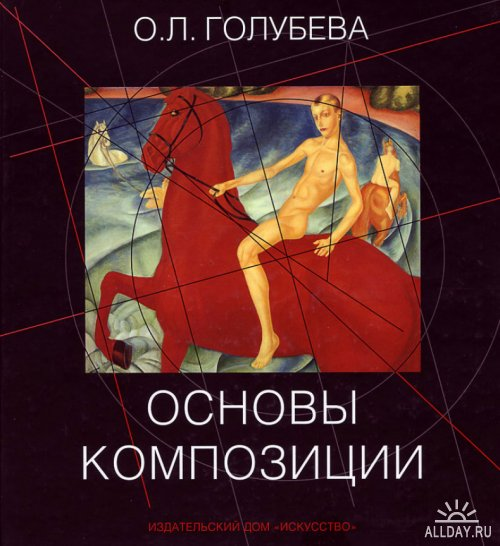 О.Л. ГОЛУБЕВА
ОСНОВЫ
КОМПОЗИЦИИ
ИЗДАТЕЛЬСКИЙ ДОМ «ИСКУССТВО»
ALLDAY.RU